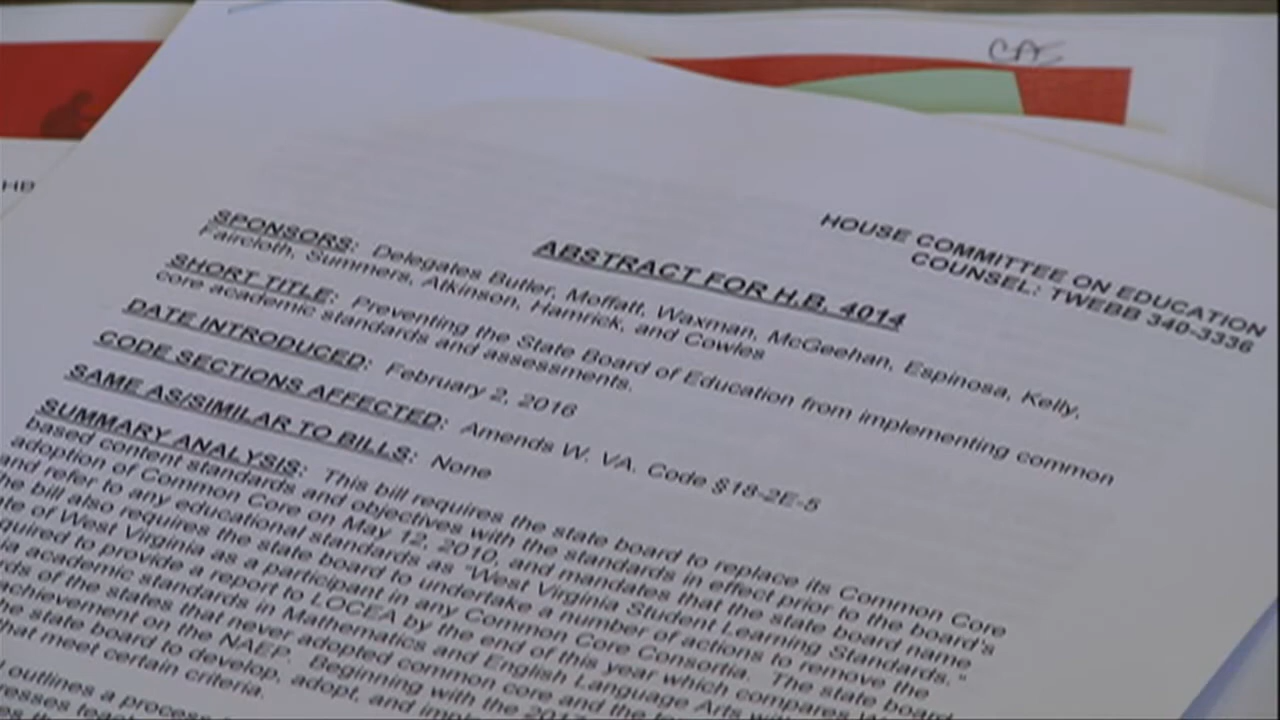 CAE
HB
HOUSE COMMITTEE ON EDUCATION
COUNSEL: TWEBB 340-3336
ABSTRACT FOR H.B. 4014
SPONSORS: Delegates Butler, Moffatt, Waxman, McGeehan, Espinosa, Kelly,
Faircloth, Summers, Atkinson, Hamrick, and Cowles
SHORT TITLE: Preventing the State Board of Education from implementing common
core academic standards and assessments.
DATE INTRODUCED: February 2, 2016
CODE SECTIONS AFFECTED: Amends W. VA. Code §18-2E-5
SAME AS/SIMILAR TO BILLS: None
SUMMARY ANALYSIS: This bill requires the state board to replace its Common Core
based content standards and objectives with the standards in effect prior to the board's
adoption of Common Core on May 12, 2010, and mandates that the state board name
and refer to any educational standards as "West Virginia Student Learning Standards."
he bill also requires the state board to undertake a number of actions to remove the
te of West Virginia as a participant in any Common Core Consortia. The state board
quired to provide a report to LOCEA by the end of this year which compares
academic standards in Mathematics and English Language Arts
rds of the states that never adopted common core and the
chievement on the NAEP. Beginning with the
he state board to develop, adopt, and
that meet certain criteria.
outlines a process